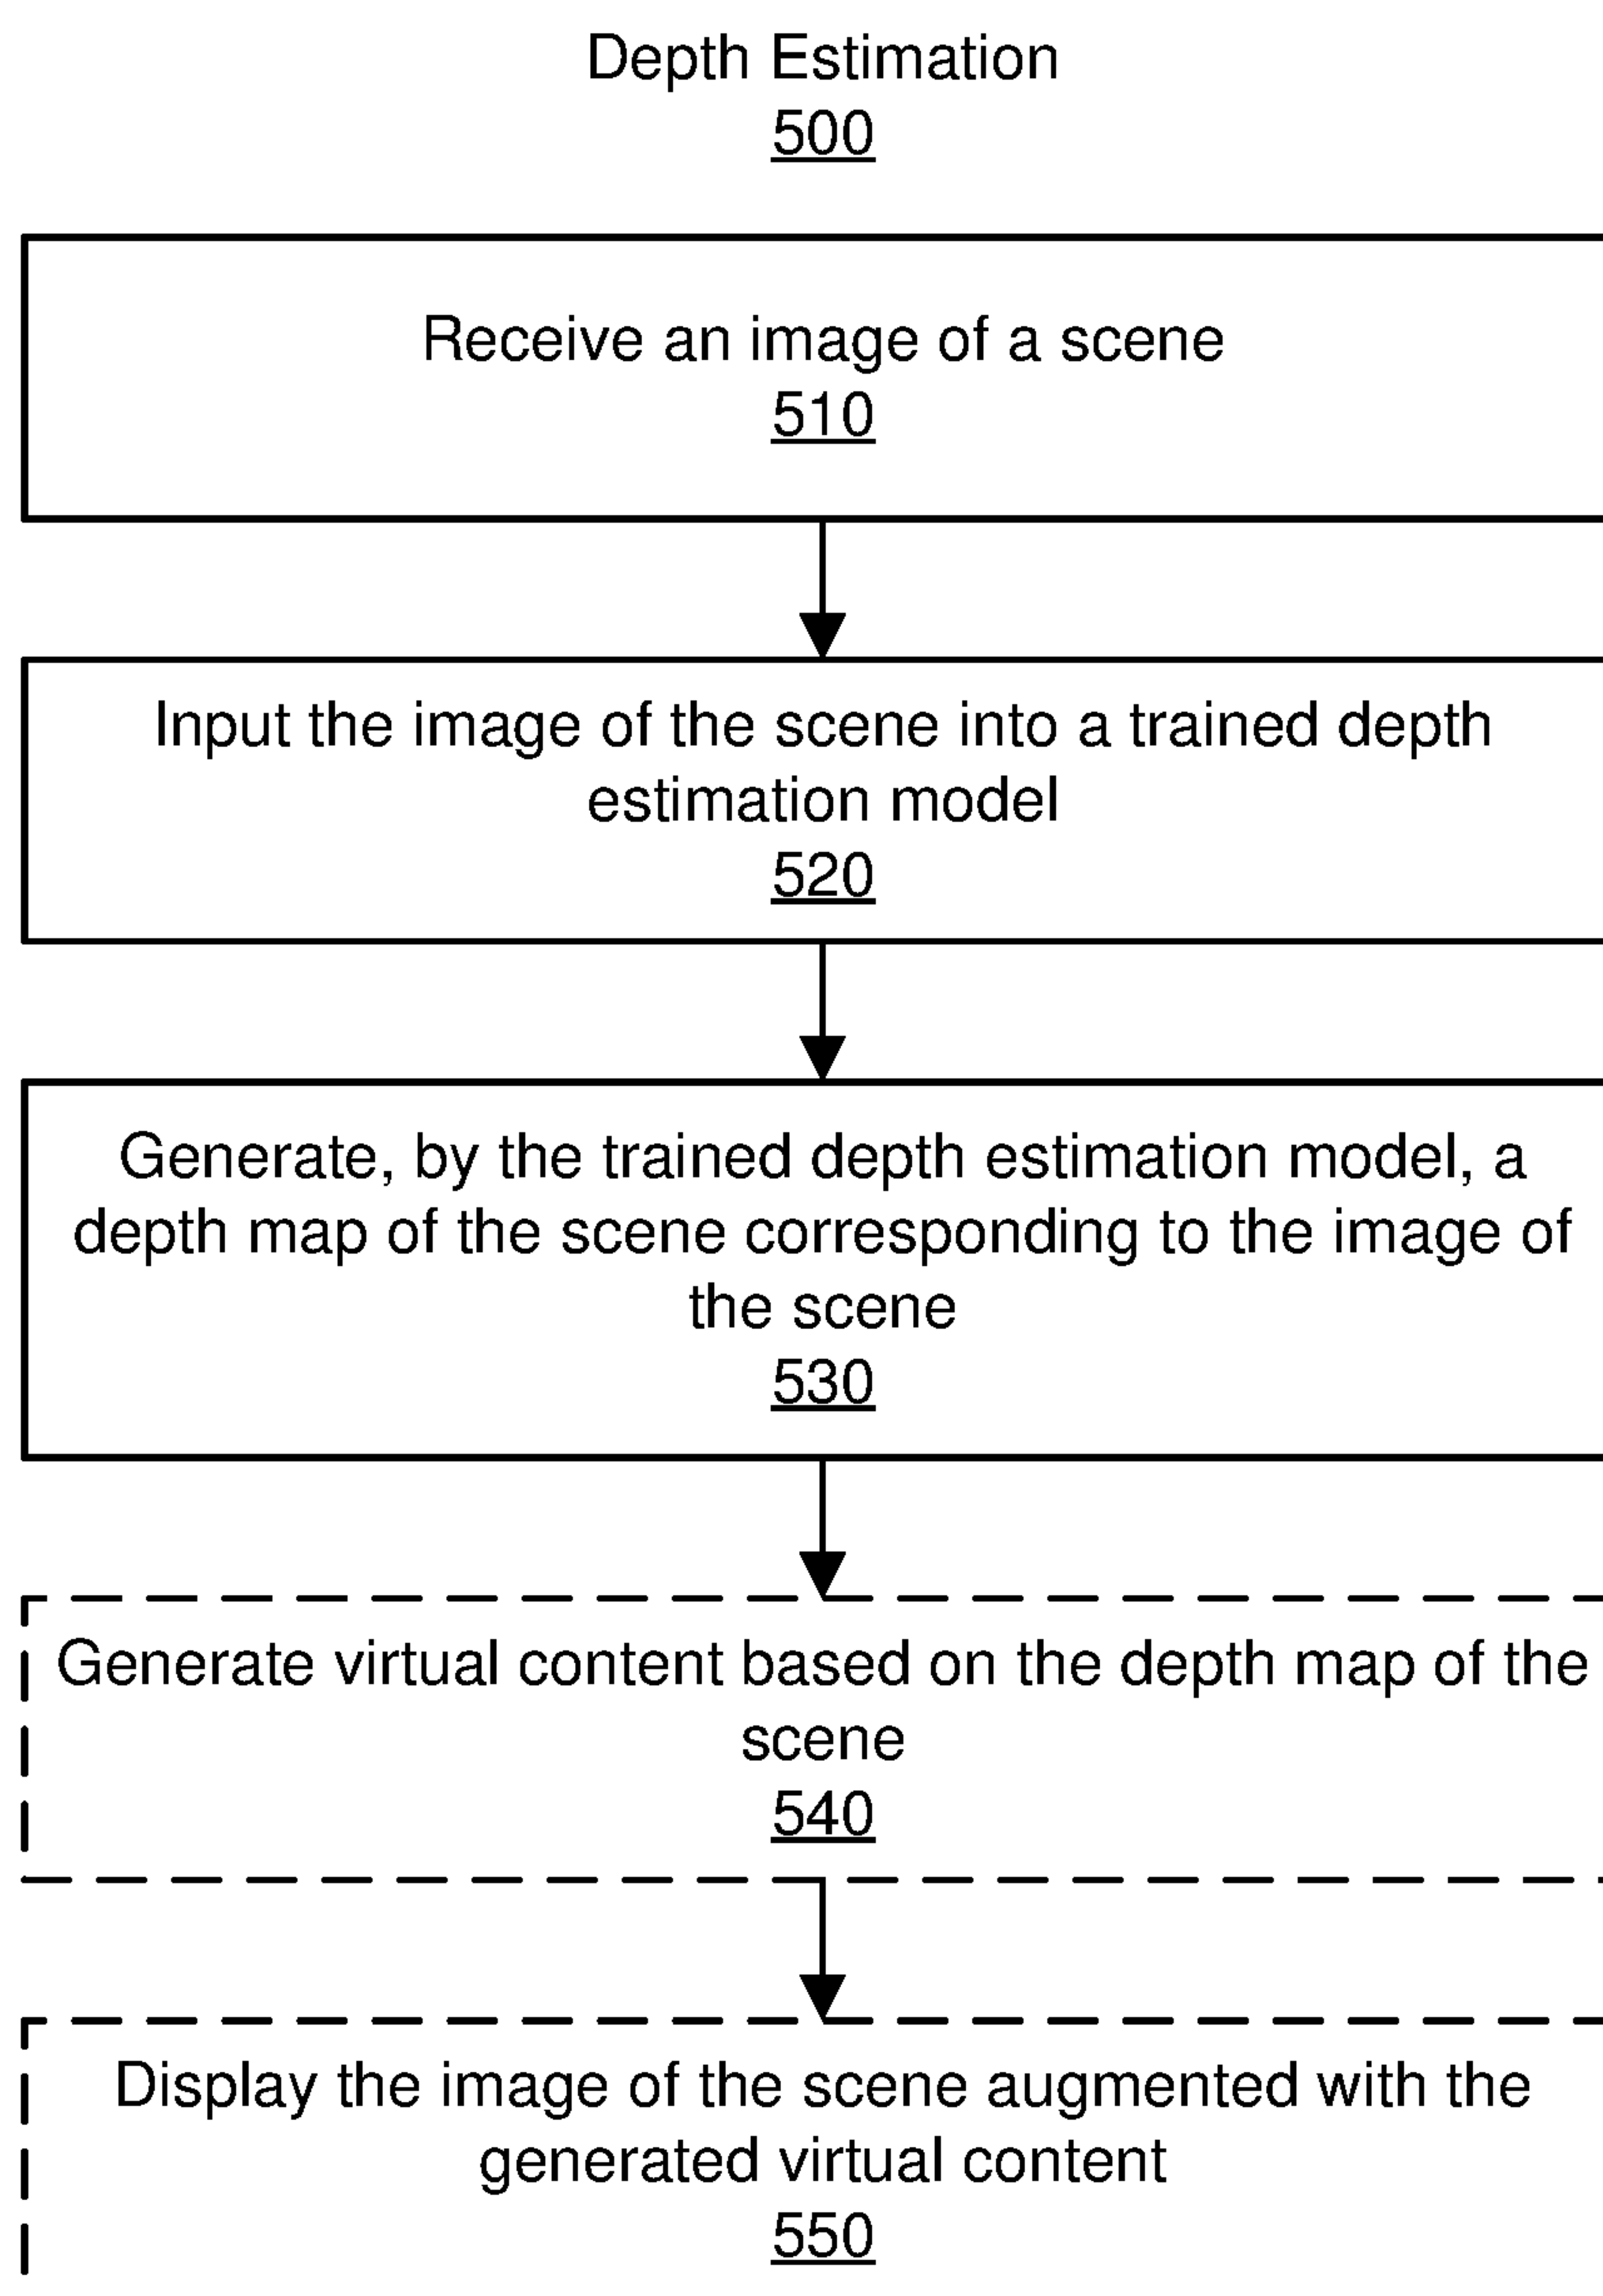 Depth Estimation
500
Receive an image of a scene
510
Input the image of the scene into a trained depth
estimation model
520
Generate, by the trained depth estimation model, a
depth map of the scene corresponding to the image of
the scene
530
Generate virtual content based on the depth map of the
scene
540
Display the image of the scene augmented with the
generated virtual content
550